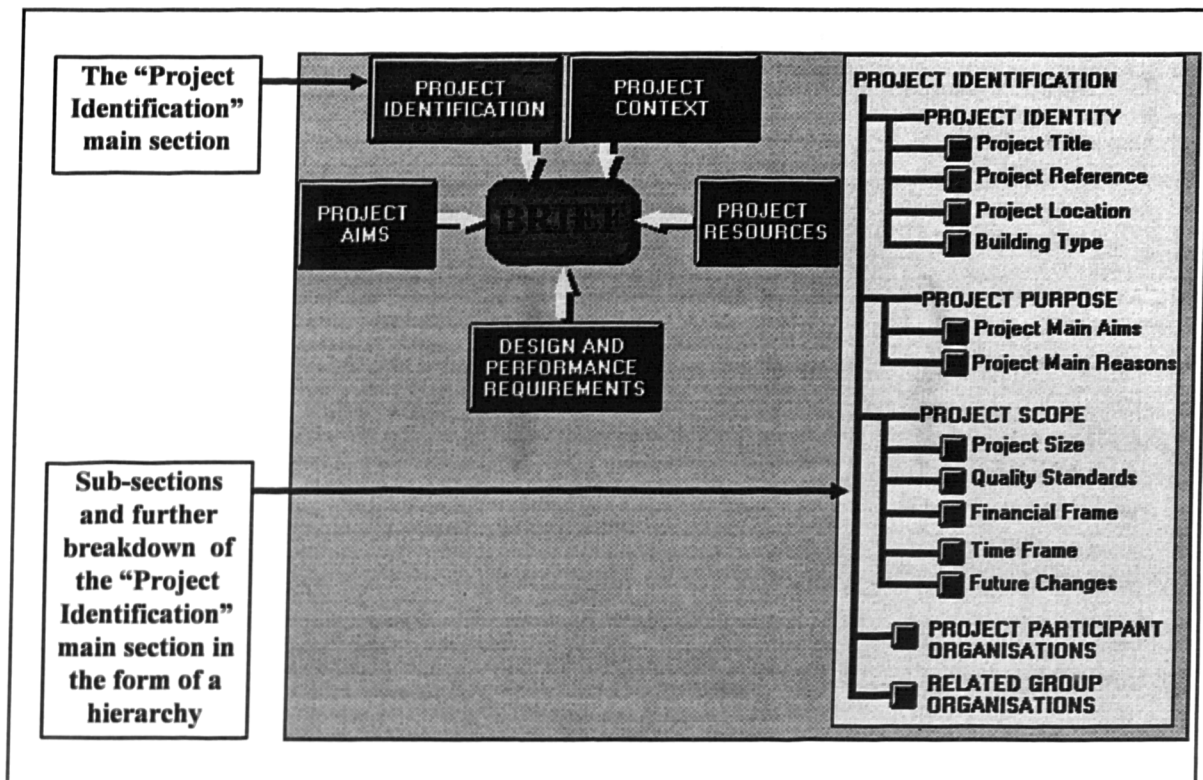 The “Project
Identification”
main section
PROJECT
IDENTIFICATION
PROJECT
CONTEXT
PROJECT
AIMS
BRIEF
PROJECT
RESOURCES
DESIGN AND
PERFORMANCE
REQUIREMENTS
Sub-sections
and further
breakdown of
the “Project
Identification”
main section in
the form of a
hierarchy
PROJECT IDENTIFICATION
PROJECT IDENTITY
Project Title
Project Reference
Project Location
Building Type
PROJECT PURPOSE
Project Main Aims
Project Main Reasons
PROJECT SCOPE
Project Size
Quality Standards
Financial Frame
Time Frame
Future Changes
PROJECT PARTICIPANT
ORGANISATIONS
RELATED GROUP
ORGANISATIONS